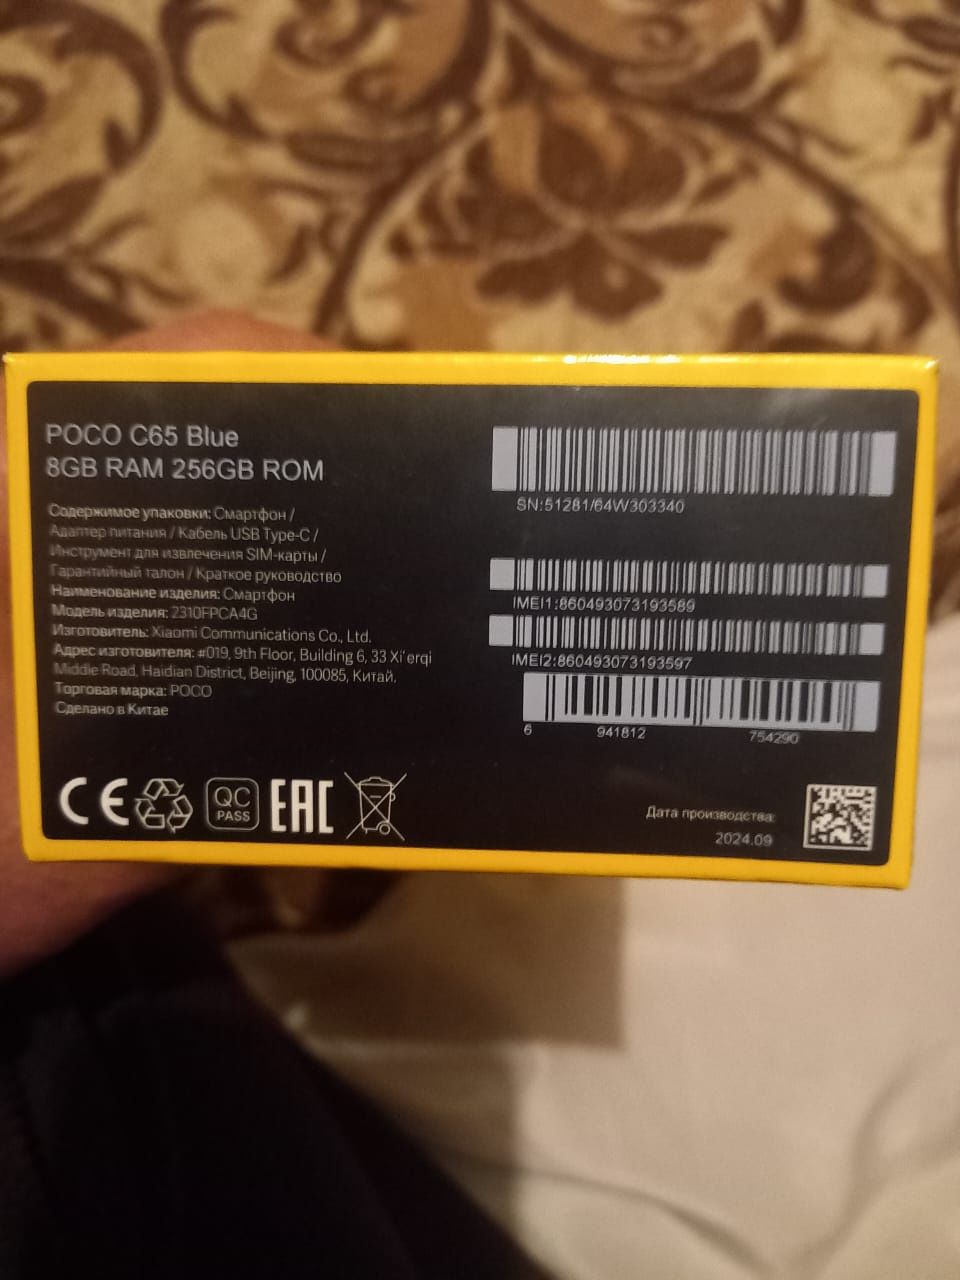 POCO C65 Blue
8GB RAM 256GB ROM
Содержимое упаковки: Смартфон /
Адаптер питания / Кабель USB Type-C /
Инструмент для извлечения SIM-карты /
Гарантийный талон / Краткое руководство
Наименование изделия: Смартфон
Модель изделия: 2310FPCA4G
Изготовитель: Xiaomi Communications Co., Ltd.
Адрес изготовителя: #019, 9th Floor, Building 6, 33 Xi'erqi
Middle Road, Haidian District, Beijing, 100085, Китай.
Торговая марка: POCO
Сделано в Китае
SN:51281/64W303340
IMEI1:860493073193589
IMEI2:860493073193597
6 941812 754290
CE
QC
PASS
EAC
Дата производства:
2024.09